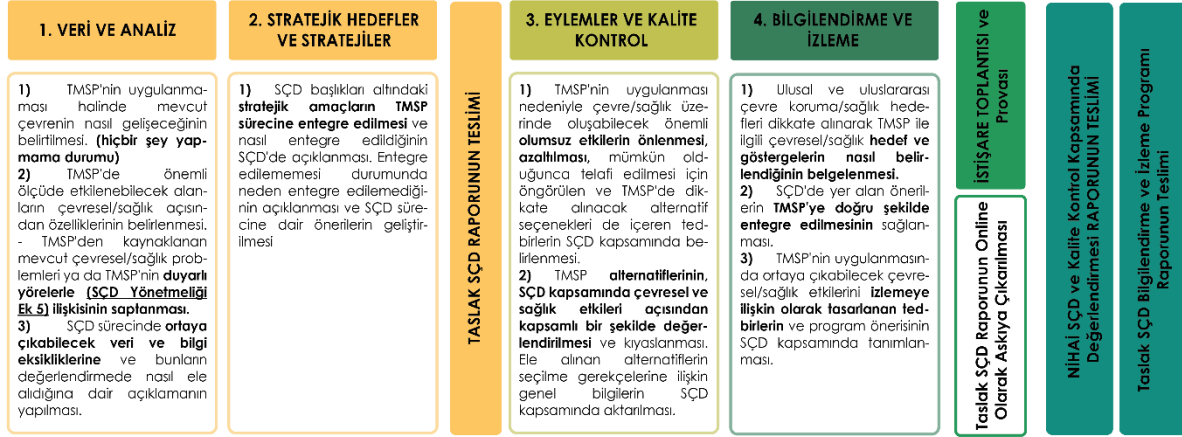 1. VERİ VE ANALİZ
1) TMSP'nin uygulanma-
ması halinde mevcut
çevrenin nasıl gelişeceğinin
belirtilmesi. (hiçbir şey yap-
mama durumu)
2) TMSP'de önemli
ölçüde etkilenebilecek alan-
ların çevresel/sağlık açısın-
dan özelliklerinin belirlenmesi.
- TMSP'den kaynaklanan
mevcut çevresel/sağlık prob-
lemleri ya da TMSP'nin duyarlı
yörelerle (SÇD Yönetmeliği
Ek 5) ilişkisinin saptanması.
3) SÇD sürecinde ortaya
çıkabilecek veri ve bilgi
eksikliklerine ve bunların
değerlendirmede nasıl ele
alıdığına dair açıklamanın
yapılması.
2. STRATEJİK HEDEFLER
VE STRATEJİLER
1) SÇD başlıkları altındaki
stratejik amaçların TMSP
sürecine entegre edilmesi ve
nasıl entegre edildiğinin
SÇD'de açıklanması. Entegre
edilememesi durumunda
neden entegre edilemediği-
nin açıklanması ve SÇD süre-
cine dair önerilerin geliştir-
ilmesi
TASLAK SÇD RAPORUNUN TESLİMİ
3. EYLEMLER VE KALİTE
KONTROL
1) TMSP'nin uygulanması
nedeniyle çevre/sağlık üze-
rinde oluşabilecek önemli
olumsuz etkilerin önlenmesi,
azaltılması, mümkün old-
uğunca telafi edilmesi için
öngörülen ve TMSP'de dik-
kate alınacak alternatif
seçenekleri de içeren ted-
birlerin SÇD kapsamında be-
lirlenmesi.
2) TMSP alternatiflerinin,
SÇD kapsamında çevresel ve
sağlık etkileri açısından
kapsamlı bir şekilde değer-
lendirilmesi ve kıyaslanması.
Ele alınan alternatiflerin
seçilme gerekçelerine ilişkin
genel bilgilerin SÇD
kapsamında aktarılması.
4. BİLGİLENDİRME VE
İZLEME
1) Ulusal ve uluslararası
çevre koruma/sağlık hede-
fleri dikkate alınarak TMSP ile
ilgili çevresel/sağlık hedef ve
göstergelerin nasıl belir-
lendiğinin belgelenmesi.
2) SÇD'de yer alan öneril-
erin TMSP'ye doğru şekilde
entegre edilmesinin sağlan-
ması.
3) TMSP'nin uygulanmasın-
da ortaya çıkabilecek çevre-
sel/sağlık etkilerini izlemeye
ilişkin olarak tasarlanan ted-
birlerin ve program önerisinin
SÇD kapsamında tanımlan-
ması.
İSTİŞARE TOPLANTISI ve
Provası
Taslak SÇD Raporunun Online
Olarak Askıya Çıkarılması
NİHAİ SÇD ve Kalite Kontrol Kapsamında
Değerlendirmesi RAPORUNUN TESLİMİ
Taslak SÇD Bilgilendirme ve İzleme Programı
Raporunun Teslimi